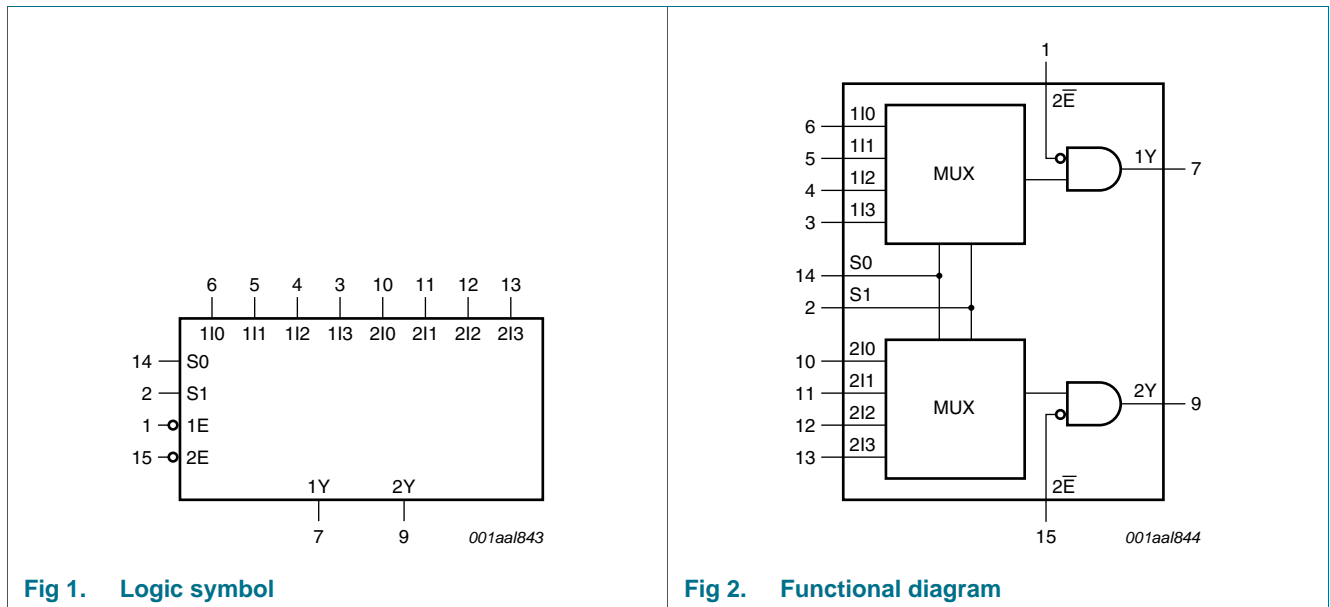 6 5 4 3 10 11 12 13
1I0 1I1 1I2 1I3 2I0 2I1 2I2 2I3
14 S0
2 S1
1 1E
15 2E
1Y 2Y
7 9 001aal843
Fig 1. Logic symbol
1
2E̅
6 1I0
5 1I1
4 1I2
3 1I3
MUX
1Y 7
14 S0
2 S1
10 2I0
11 2I1
12 2I2
13 2I3
MUX
2Y 9
2E̅
15 001aal844
Fig 2. Functional diagram